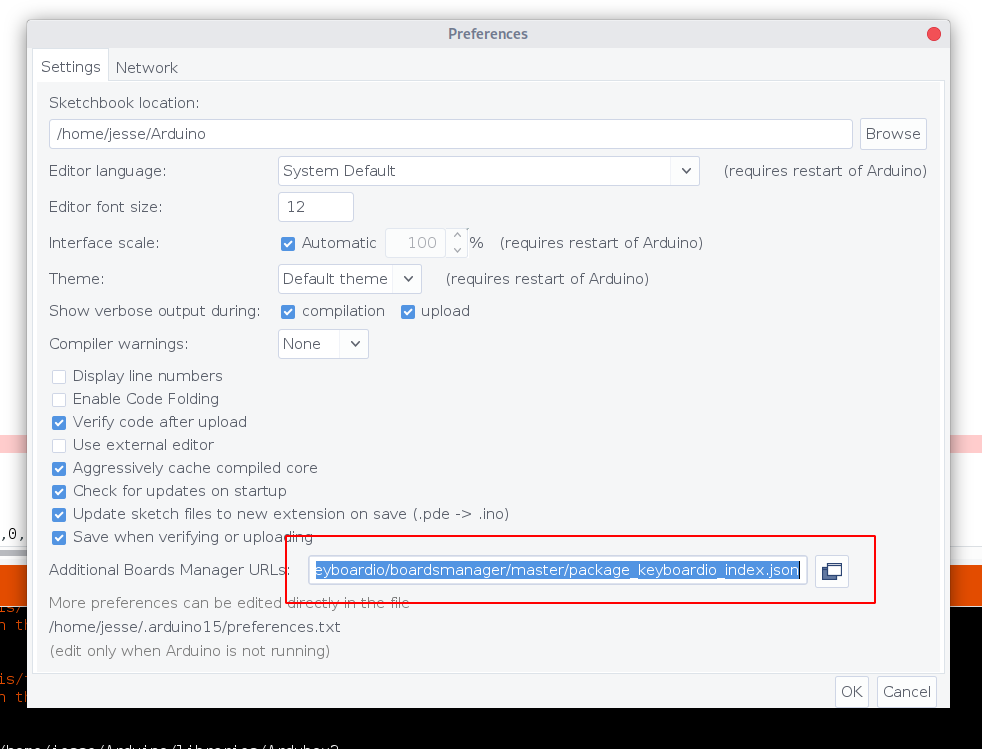 Preferences
Settings Network
Sketchbook location:
/home/jesse/Arduino Browse
Editor language: System Default (requires restart of Arduino)
Editor font size: 12
Interface scale: Automatic 100 % (requires restart of Arduino)
Theme: Default theme (requires restart of Arduino)
Show verbose output during: compilation upload
Compiler warnings: None
Display line numbers
Enable Code Folding
Verify code after upload
Use external editor
Aggressively cache compiled core
Check for updates on startup
Update sketch files to new extension on save (.pde -> .ino)
Save when verifying or uploading
,0,
Additional Boards Manager URLs: eyboardio/boardsmanager/master/package_keyboardio_index.json
More preferences can be edited directly in the file
/home/jesse/.arduino15/preferences.txt
(edit only when Arduino is not running)
OK Cancel